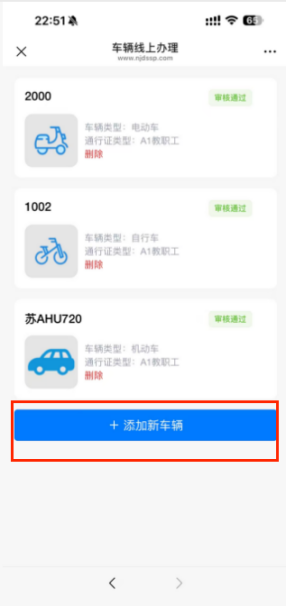 22:51
63
车辆线上办理
www.njdssp.com
2000
审核通过
车辆类型：电动车
通行证类型：A1教职工
删除
1002
审核通过
车辆类型：自行车
通行证类型：A1教职工
删除
苏AHU720
审核通过
车辆类型：机动车
通行证类型：A1教职工
删除
+ 添加新车辆